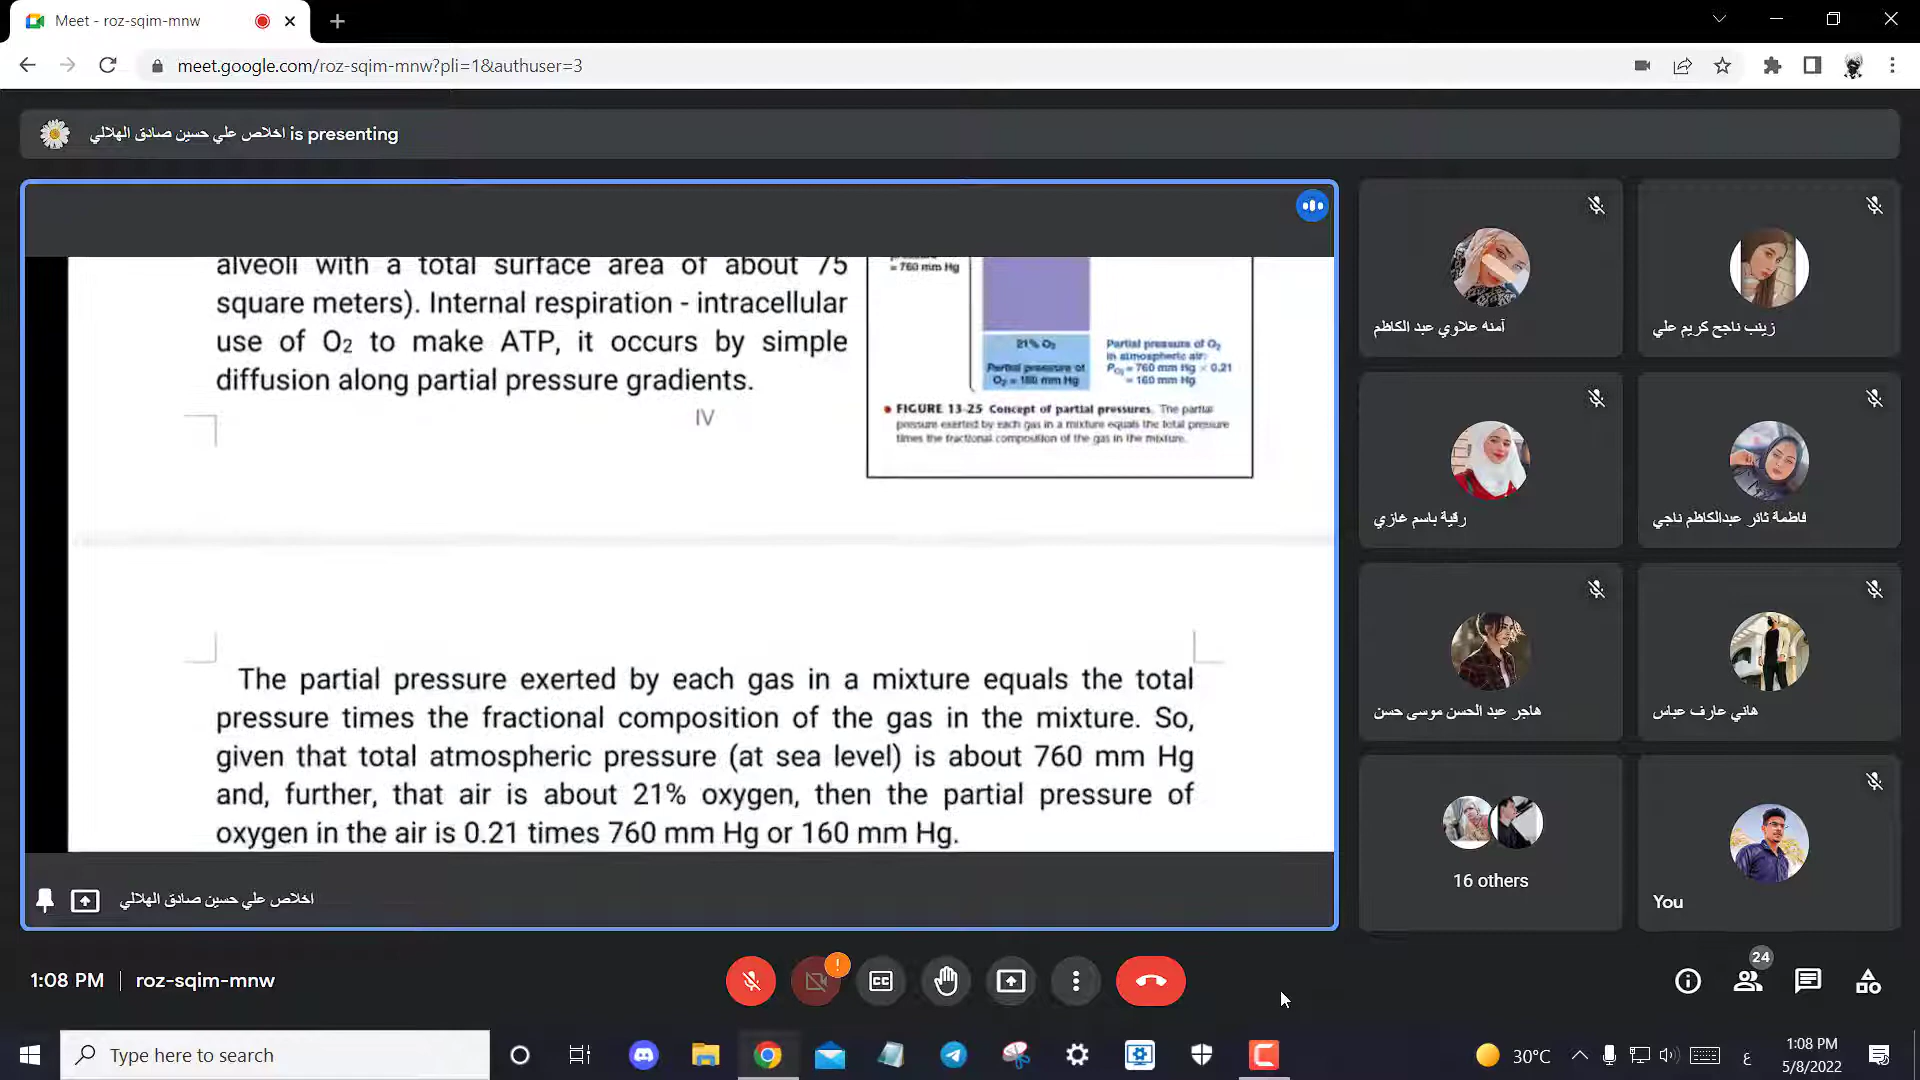 Meet - roz-sqim-mnw
meet.google.com/roz-sqim-mnw?pli=1&authuser=3
اخلاص علي حسين صادق الهلالي is presenting
alveoli with a total surface area of about 75
square meters). Internal respiration - intracellular
use of O2 to make ATP, it occurs by simple
diffusion along partial pressure gradients.
IV
= 760 mm Hg
21% O2
Partial pressure of
O2 = 160 mm Hg
Partial pressure of O2
in atmospheric air:
PO2 = 760 mm Hg × 0.21
= 160 mm Hg
● FIGURE 13-25 Concept of partial pressures. The partial
pressure exerted by each gas in a mixture equals the total pressure
times the fractional composition of the gas in the mixture.
The partial pressure exerted by each gas in a mixture equals the total
pressure times the fractional composition of the gas in the mixture. So,
given that total atmospheric pressure (at sea level) is about 760 mm Hg
and, further, that air is about 21% oxygen, then the partial pressure of
oxygen in the air is 0.21 times 760 mm Hg or 160 mm Hg.
اخلاص علي حسين صادق الهلالي
آمنه علاوي عبد الكاظم
زينب ناجح كريم علي
رقية باسم غازي
فاطمة ثائر عبدالكاظم ناجي
هاجر عبد الحسن موسى حسن
هاني عارف عباس
16 others
You
1:08 PM | roz-sqim-mnw
24
Type here to search
30°C
ع
1:08 PM
5/8/2022